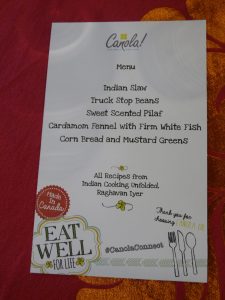 Canola!
Menu
Indian Slaw
Truck Stop Beans
Sweet Scented Pilaf
Cardamom Fennel with Firm White Fish
Corn Bread and Mustard Greens
All Recipes from
Indian Cooking Unfolded
Raghavan Iyer
Made in
Canada
EAT
WELL
FOR LIFE
#CanolaConnect
Thank you for
choosing